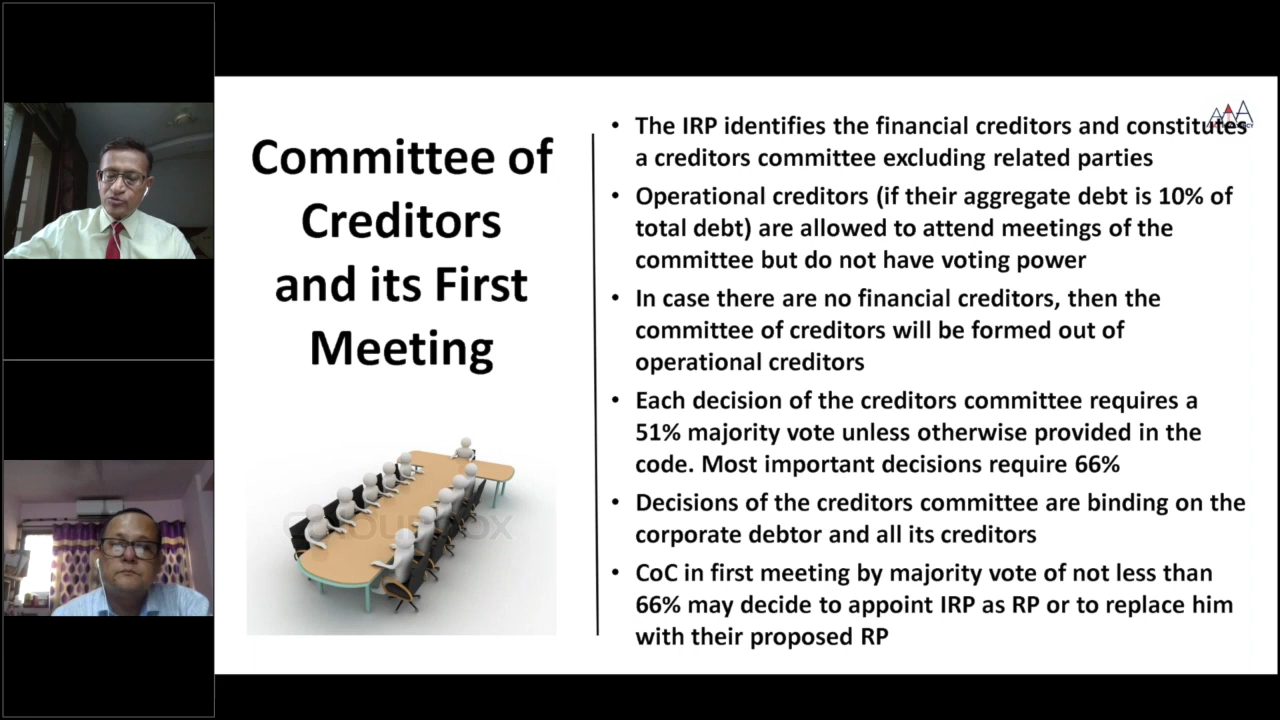 Committee of
Creditors
and its First
Meeting
• The IRP identifies the financial creditors and constitutes
a creditors committee excluding related parties
• Operational creditors (if their aggregate debt is 10% of
total debt) are allowed to attend meetings of the
committee but do not have voting power
• In case there are no financial creditors, then the
committee of creditors will be formed out of
operational creditors
• Each decision of the creditors committee requires a
51% majority vote unless otherwise provided in the
code. Most important decisions require 66%
• Decisions of the creditors committee are binding on the
corporate debtor and all its creditors
• CoC in first meeting by majority vote of not less than
66% may decide to appoint IRP as RP or to replace him
with their proposed RP